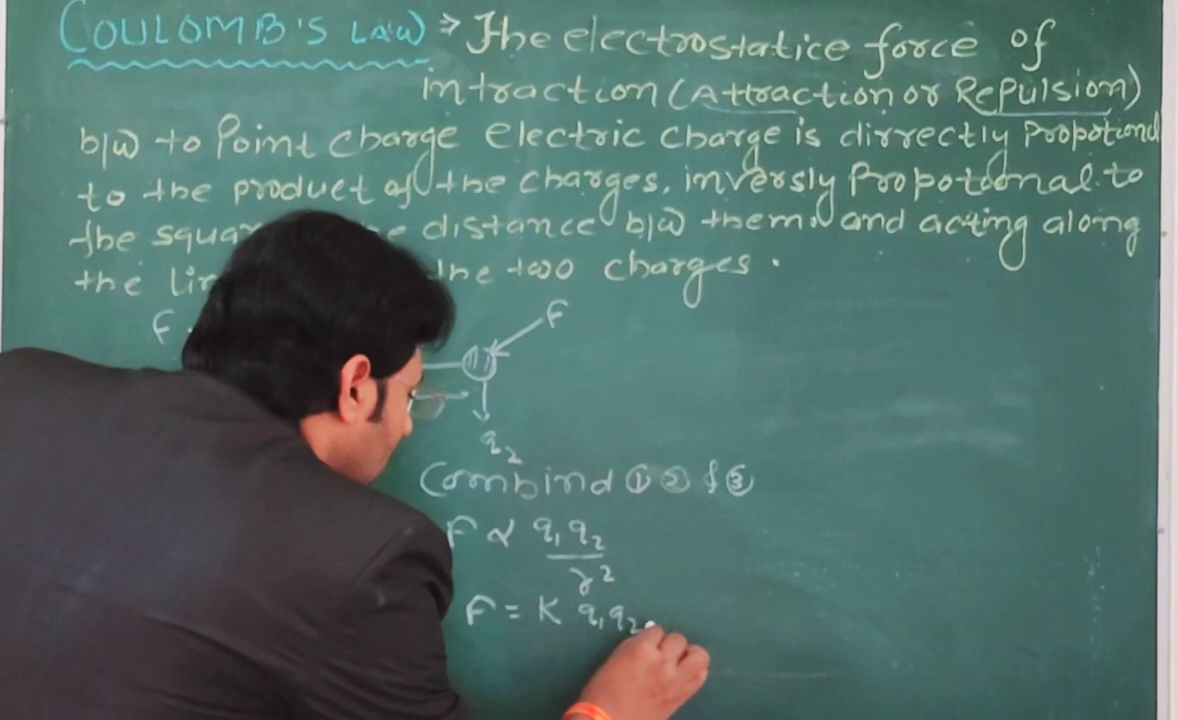 COULOMB'S LAW → The electrostatice force of
intraction (Attraction or Repulsion)
b/w to Point charge electric charge is dirrectly Propotional
to the product of the charges, inversly Propotional to
the distance b/w them. and acting along
the the two charges.
F F
q₂
Combind ① ② & ③
F ∝ q₁q₂
r²
F = K q₁q₂